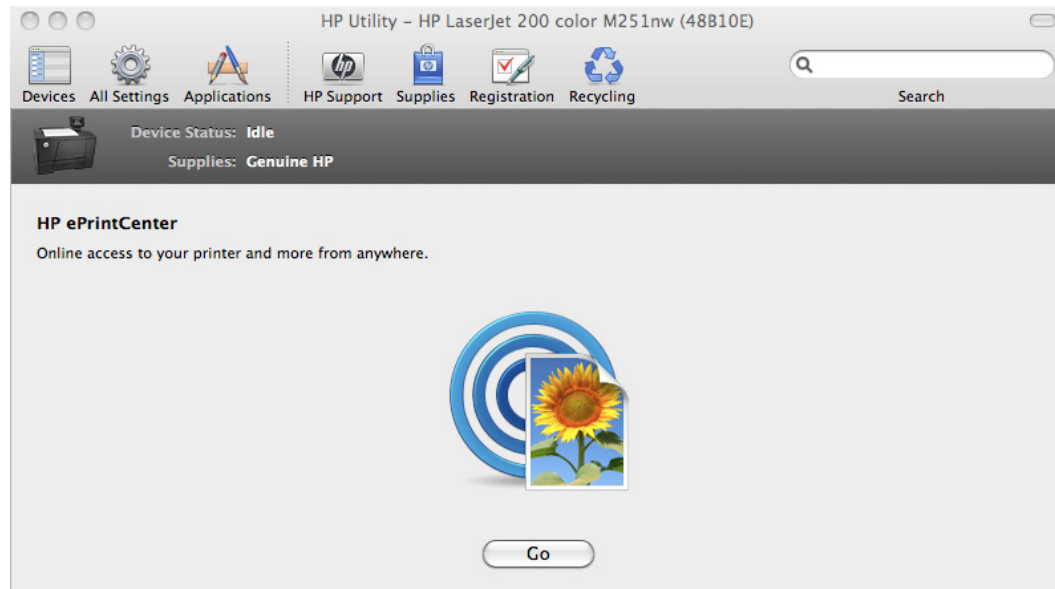 HP Utility – HP LaserJet 200 color M251nw (48B10E)
Devices All Settings Applications HP Support Supplies Registration Recycling Search
Device Status: Idle
Supplies: Genuine HP
HP ePrintCenter
Online access to your printer and more from anywhere.
Go